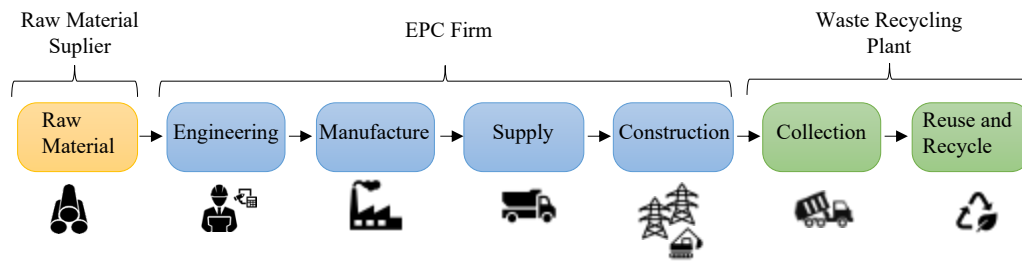 Raw Material
Suplier
EPC Firm
Waste Recycling
Plant
Raw
Material
Engineering
Manufacture
Supply
Construction
Collection
Reuse and
Recycle